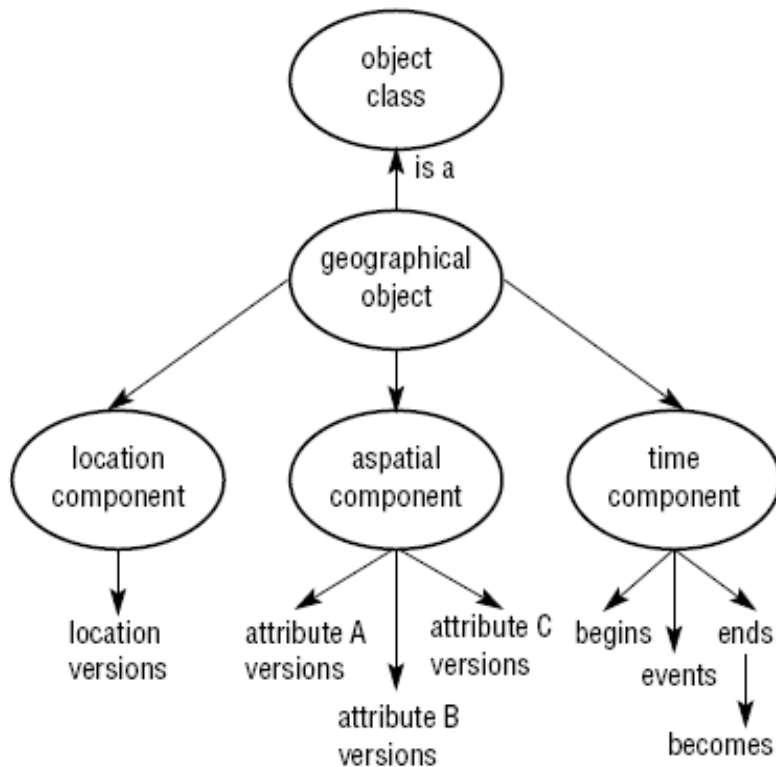 object
class
is a
geographical
object
location
component
aspatial
component
time
component
location
versions
attribute A
versions
attribute B
versions
attribute C
versions
begins
events
ends
becomes